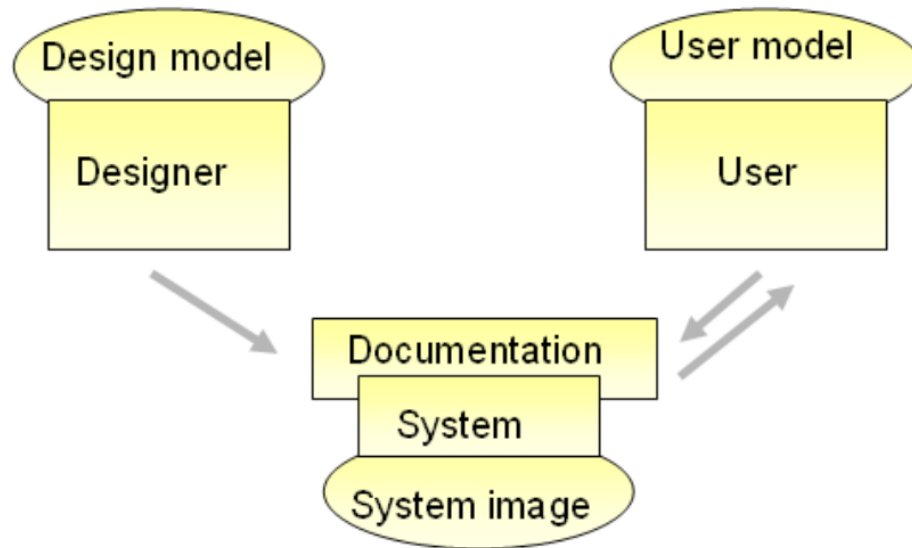 Design model
User model
Designer
User
Documentation
System
System image